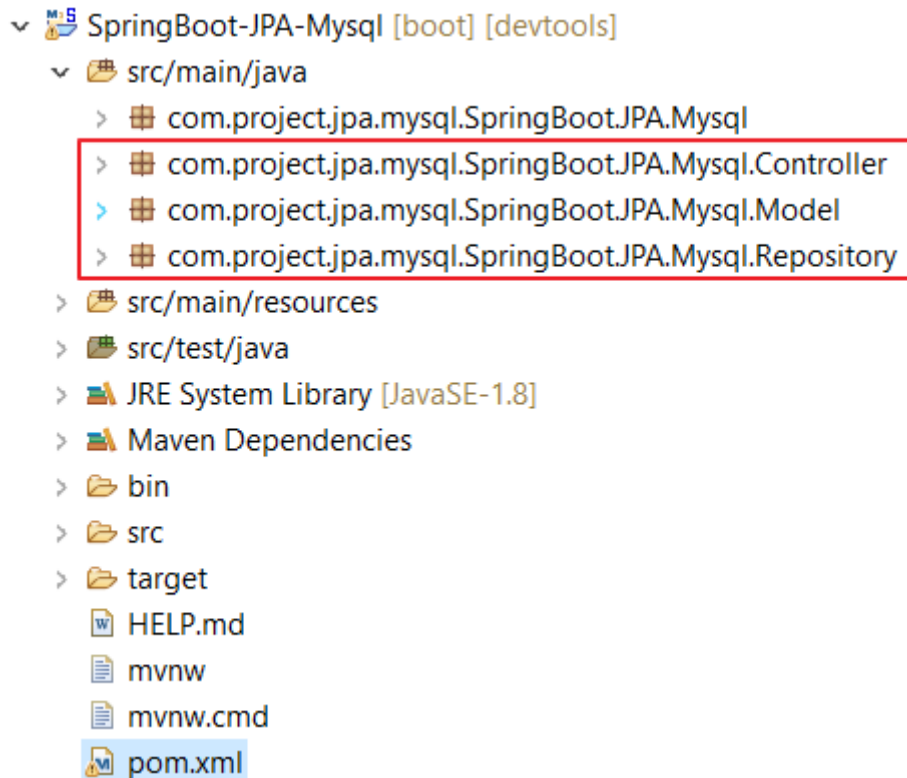 SpringBoot-JPA-Mysql [boot] [devtools]
src/main/java
com.project.jpa.mysql.SpringBoot.JPA.Mysql
com.project.jpa.mysql.SpringBoot.JPA.Mysql.Controller
com.project.jpa.mysql.SpringBoot.JPA.Mysql.Model
com.project.jpa.mysql.SpringBoot.JPA.Mysql.Repository
src/main/resources
src/test/java
JRE System Library [JavaSE-1.8]
Maven Dependencies
bin
src
target
HELP.md
mvnw
mvnw.cmd
pom.xml